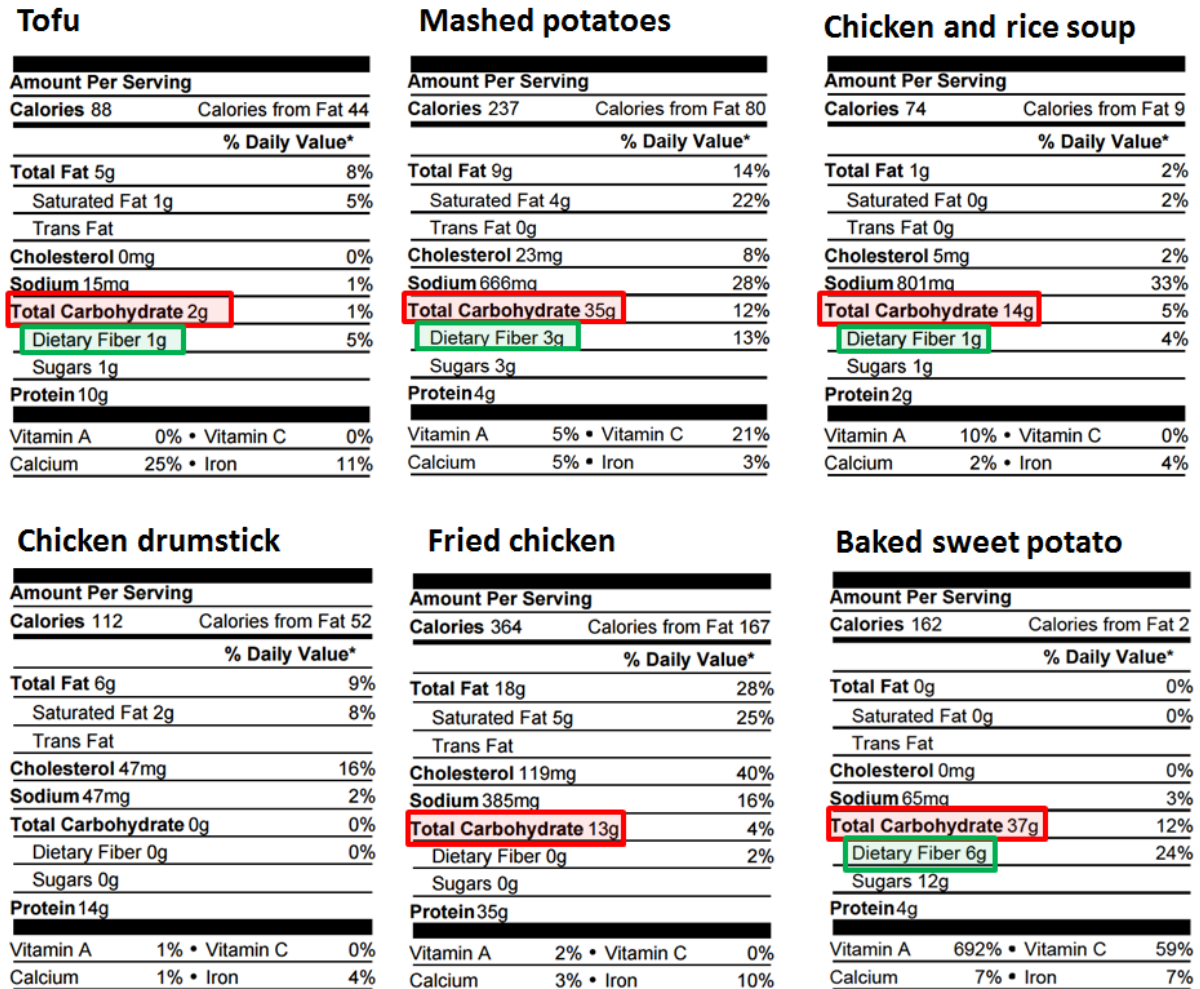 Tofu
Amount Per Serving
Calories 88 Calories from Fat 44
% Daily Value*
Total Fat 5g 8%
Saturated Fat 1g 5%
Trans Fat
Cholesterol 0mg 0%
Sodium 15mg 1%
Total Carbohydrate 2g 1%
Dietary Fiber 1g 5%
Sugars 1g
Protein 10g
Vitamin A 0% • Vitamin C 0%
Calcium 25% • Iron 11%
Mashed potatoes
Amount Per Serving
Calories 237 Calories from Fat 80
% Daily Value*
Total Fat 9g 14%
Saturated Fat 4g 22%
Trans Fat 0g
Cholesterol 23mg 8%
Sodium 666mg 28%
Total Carbohydrate 35g 12%
Dietary Fiber 3g 13%
Sugars 3g
Protein 4g
Vitamin A 5% • Vitamin C 21%
Calcium 5% • Iron 3%
Chicken and rice soup
Amount Per Serving
Calories 74 Calories from Fat 9
% Daily Value*
Total Fat 1g 2%
Saturated Fat 0g 2%
Trans Fat 0g
Cholesterol 5mg 2%
Sodium 801mg 33%
Total Carbohydrate 14g 5%
Dietary Fiber 1g 4%
Sugars 1g
Protein 2g
Vitamin A 10% • Vitamin C 0%
Calcium 2% • Iron 4%
Chicken drumstick
Amount Per Serving
Calories 112 Calories from Fat 52
% Daily Value*
Total Fat 6g 9%
Saturated Fat 2g 8%
Trans Fat
Cholesterol 47mg 16%
Sodium 47mg 2%
Total Carbohydrate 0g 0%
Dietary Fiber 0g 0%
Sugars 0g
Protein 14g
Vitamin A 1% • Vitamin C 0%
Calcium 1% • Iron 4%
Fried chicken
Amount Per Serving
Calories 364 Calories from Fat 167
% Daily Value*
Total Fat 18g 28%
Saturated Fat 5g 25%
Trans Fat
Cholesterol 119mg 40%
Sodium 385mg 16%
Total Carbohydrate 13g 4%
Dietary Fiber 0g 2%
Sugars 0g
Protein 35g
Vitamin A 2% • Vitamin C 0%
Calcium 3% • Iron 10%
Baked sweet potato
Amount Per Serving
Calories 162 Calories from Fat 2
% Daily Value*
Total Fat 0g 0%
Saturated Fat 0g 0%
Trans Fat
Cholesterol 0mg 0%
Sodium 65mg 3%
Total Carbohydrate 37g 12%
Dietary Fiber 6g 24%
Sugars 12g
Protein 4g
Vitamin A 692% • Vitamin C 59%
Calcium 7% • Iron 7%